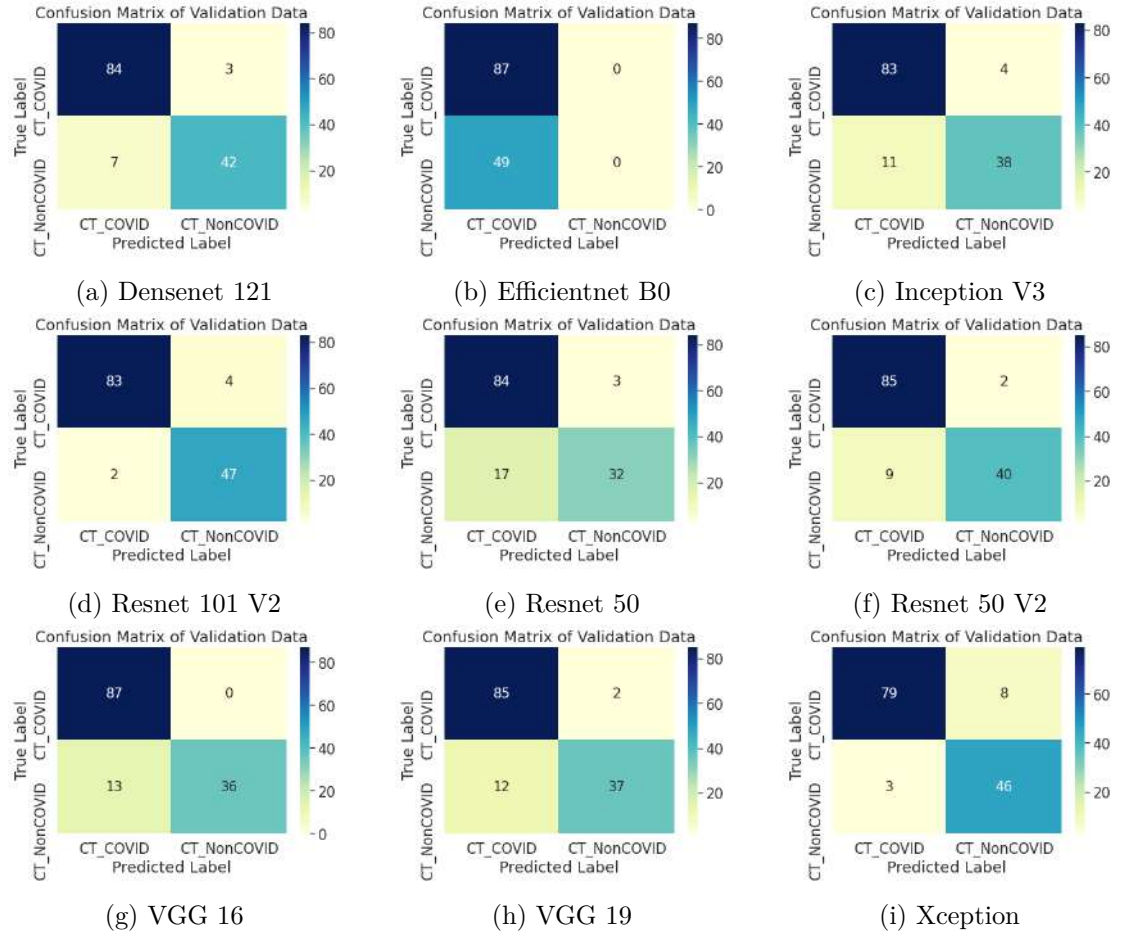 Confusion Matrix of Validation Data
True Label
CT_COVID
CT_NonCOVID
84 3
7 42
80
60
40
20
CT_COVID CT_NonCOVID
Predicted Label
(a) Densenet 121
Confusion Matrix of Validation Data
True Label
CT_COVID
CT_NonCOVID
87 0
49 0
80
60
40
20
0
CT_COVID CT_NonCOVID
Predicted Label
(b) Efficientnet B0
Confusion Matrix of Validation Data
True Label
CT_COVID
CT_NonCOVID
83 4
11 38
80
60
40
20
CT_COVID CT_NonCOVID
Predicted Label
(c) Inception V3
Confusion Matrix of Validation Data
True Label
CT_COVID
CT_NonCOVID
83 4
2 47
80
60
40
20
CT_COVID CT_NonCOVID
Predicted Label
(d) Resnet 101 V2
Confusion Matrix of Validation Data
True Label
CT_COVID
CT_NonCOVID
84 3
17 32
80
60
40
20
CT_COVID CT_NonCOVID
Predicted Label
(e) Resnet 50
Confusion Matrix of Validation Data
True Label
CT_COVID
CT_NonCOVID
85 2
9 40
80
60
40
20
CT_COVID CT_NonCOVID
Predicted Label
(f) Resnet 50 V2
Confusion Matrix of Validation Data
True Label
CT_COVID
CT_NonCOVID
87 0
13 36
80
60
40
20
0
CT_COVID CT_NonCOVID
Predicted Label
(g) VGG 16
Confusion Matrix of Validation Data
True Label
CT_COVID
CT_NonCOVID
85 2
12 37
80
60
40
20
CT_COVID CT_NonCOVID
Predicted Label
(h) VGG 19
Confusion Matrix of Validation Data
True Label
CT_COVID
CT_NonCOVID
79 8
3 46
60
40
20
CT_COVID CT_NonCOVID
Predicted Label
(i) Xception